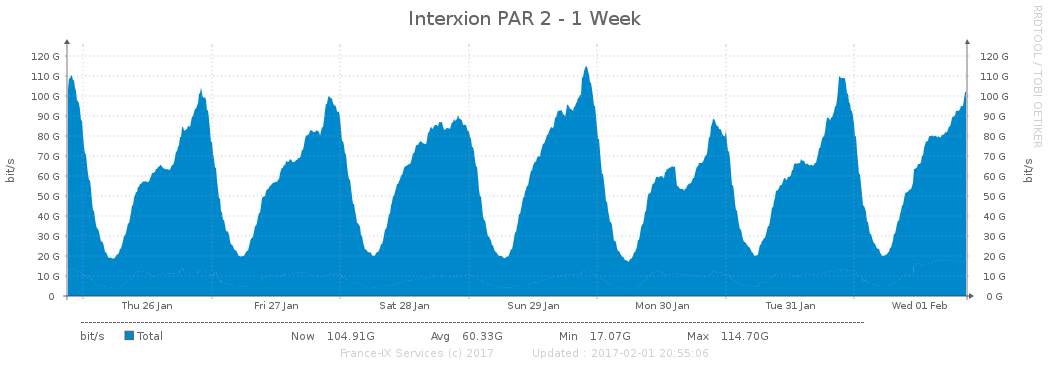 Interxion PAR 2 - 1 Week
RRDTOOL / TOBI OETIKER
bit/s
120 G 120 G
110 G 110 G
100 G 100 G
90 G 90 G
80 G 80 G
70 G 70 G
60 G 60 G
50 G 50 G
40 G 40 G
30 G 30 G
20 G 20 G
10 G 10 G
0 0 G
bit/s
Thu 26 Jan Fri 27 Jan Sat 28 Jan Sun 29 Jan Mon 30 Jan Tue 31 Jan Wed 01 Feb
bit/s Total Now 104.91G Avg 60.33G Min 17.07G Max 114.70G
France-IX Services (c) 2017 Updated : 2017-02-01 20:55:06